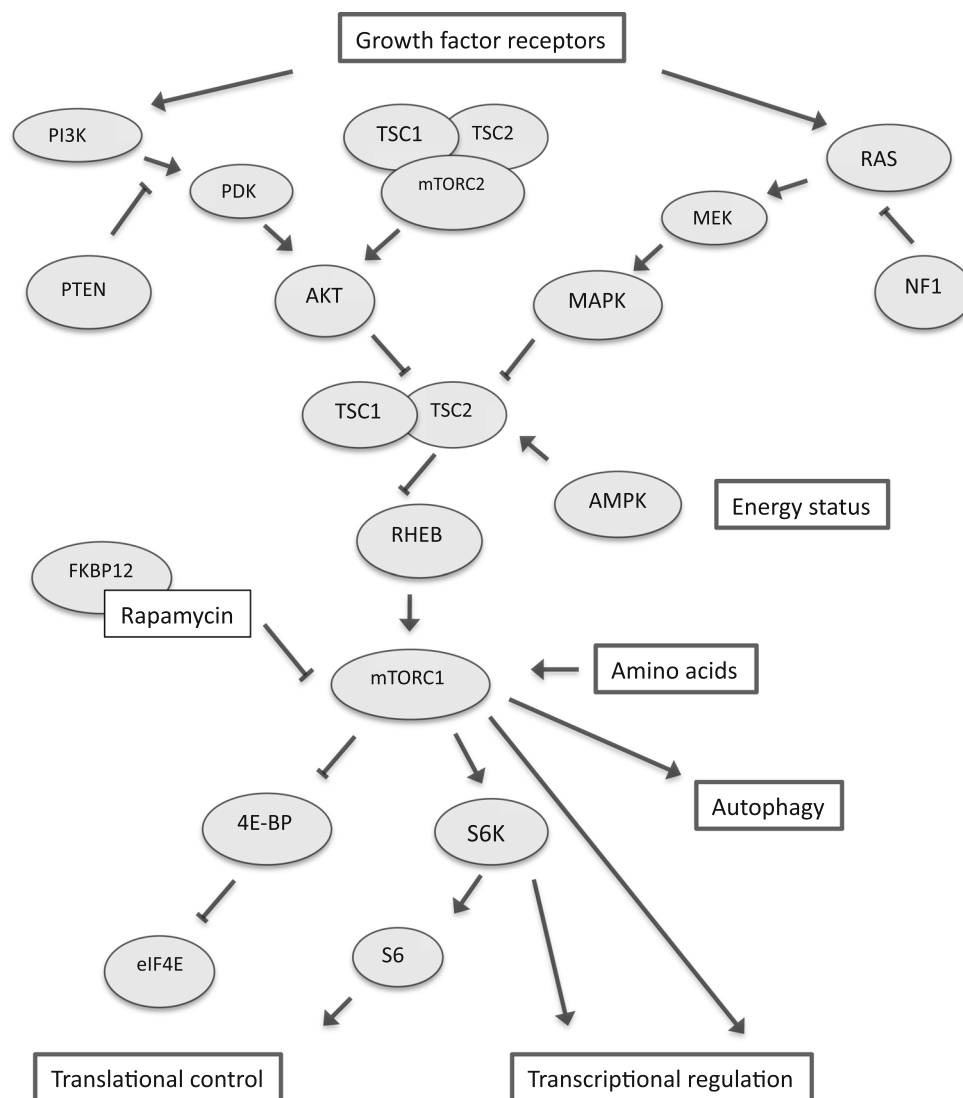 Growth factor receptors
PI3K
TSC1
TSC2
RAS
PDK
mTORC2
MEK
PTEN
AKT
MAPK
NF1
TSC1
TSC2
AMPK
Energy status
RHEB
FKBP12
Rapamycin
mTORC1
Amino acids
Autophagy
4E-BP
S6K
eIF4E
S6
Translational control
Transcriptional regulation